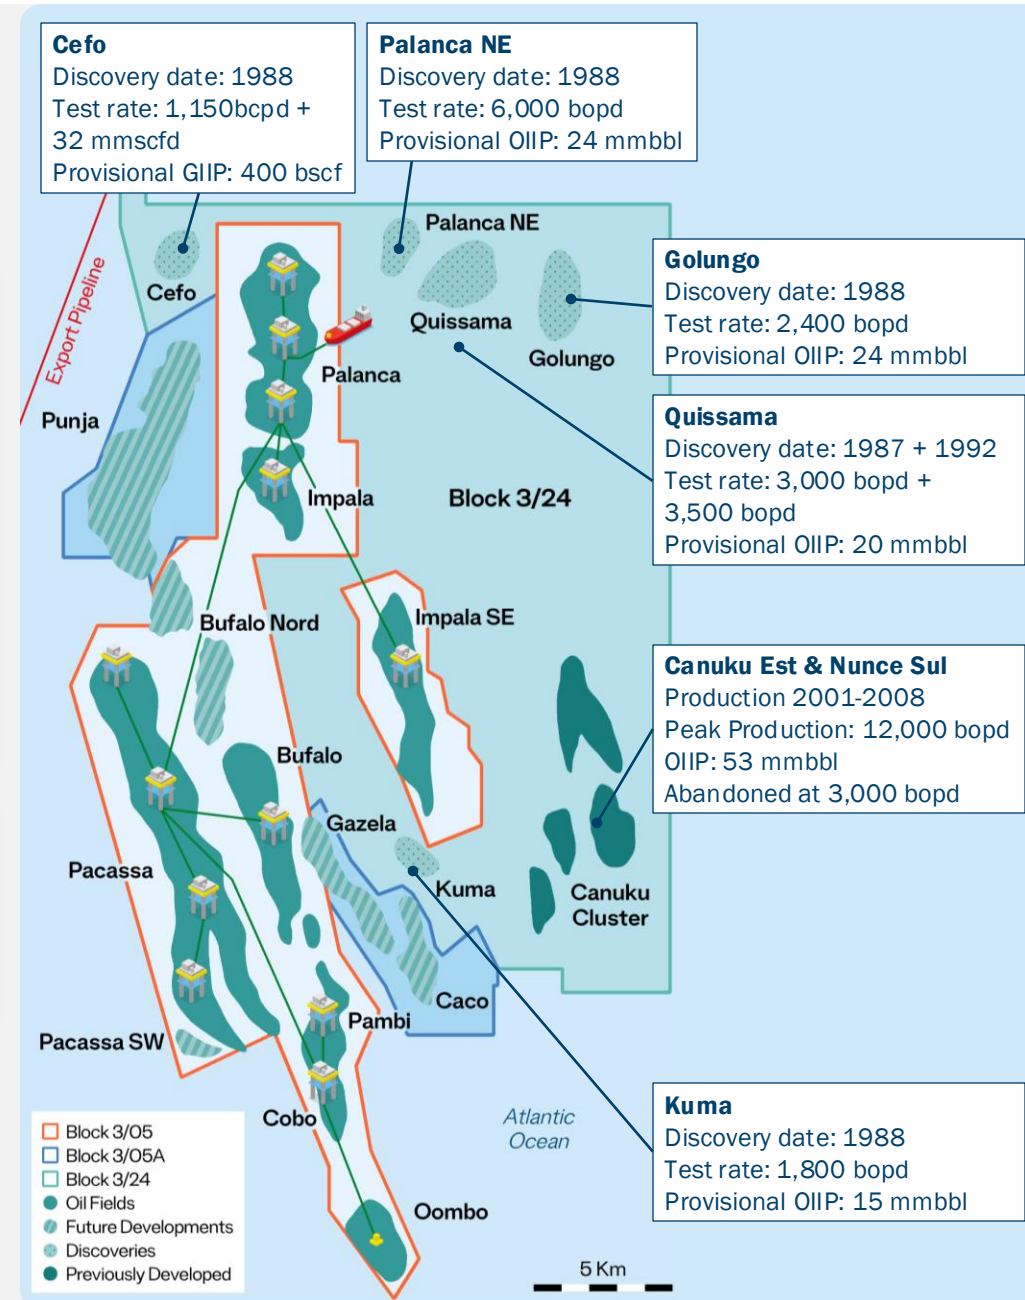 Cefo
Discovery date: 1988
Test rate: 1,150bcpd +
32 mmscfd
Provisional GIIP: 400 bscf
Palanca NE
Discovery date: 1988
Test rate: 6,000 bopd
Provisional OIIP: 24 mmbbl
Palanca NE
Cefo
Quissama
Golungo
Export Pipeline
Palanca
Punja
Impala
Block 3/24
Golungo
Discovery date: 1988
Test rate: 2,400 bopd
Provisional OIIP: 24 mmbbl
Quissama
Discovery date: 1987 + 1992
Test rate: 3,000 bopd +
3,500 bopd
Provisional OIIP: 20 mmbbl
Bufalo Nord
Impala SE
Canuku Est & Nunce Sul
Production 2001-2008
Peak Production: 12,000 bopd
OIIP: 53 mmbbl
Abandoned at 3,000 bopd
Bufalo
Gazela
Pacassa
Kuma
Canuku
Cluster
Caco
Pambi
Pacassa SW
Cobo
Atlantic
Ocean
Kuma
Discovery date: 1988
Test rate: 1,800 bopd
Provisional OIIP: 15 mmbbl
Oombo
Block 3/05
Block 3/05A
Block 3/24
Oil Fields
Future Developments
Discoveries
Previously Developed
5 Km